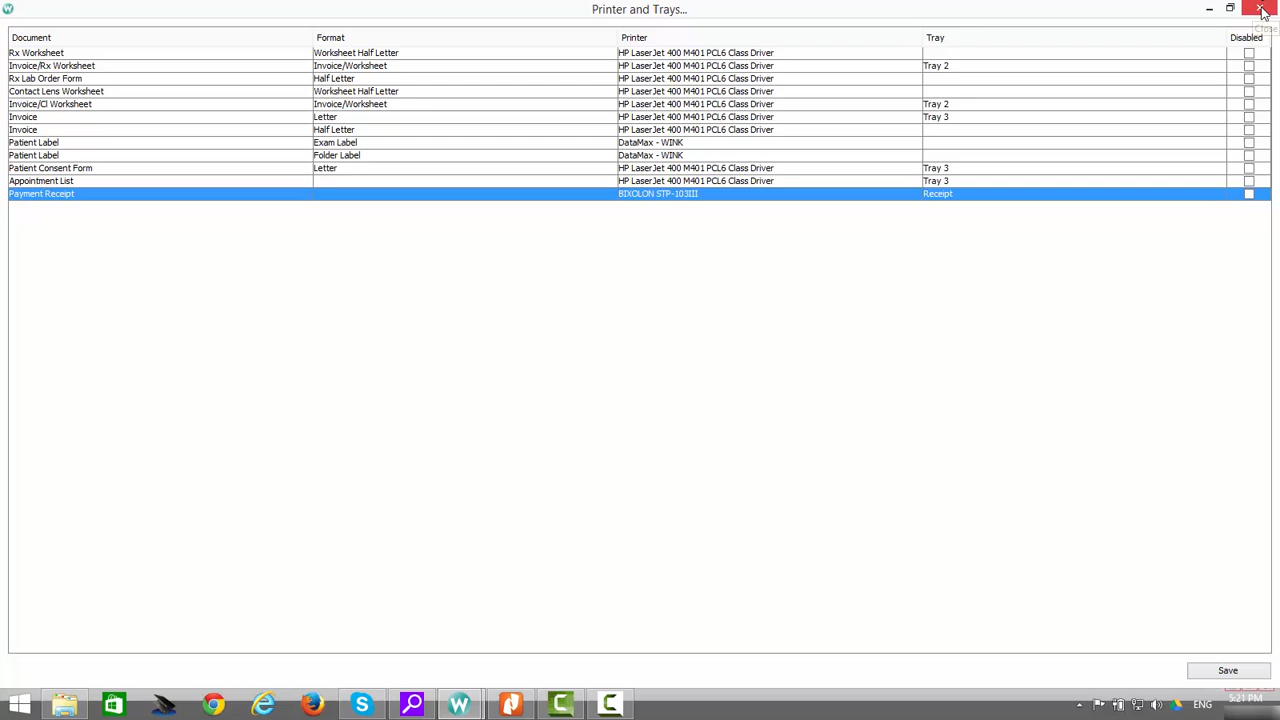 Printer and Trays...
Close
Document Format Printer Tray Disabled
Rx Worksheet Worksheet Half Letter HP LaserJet 400 M401 PCL6 Class Driver
Invoice/Rx Worksheet Invoice/Worksheet HP LaserJet 400 M401 PCL6 Class Driver Tray 2
Rx Lab Order Form Half Letter HP LaserJet 400 M401 PCL6 Class Driver
Contact Lens Worksheet Worksheet Half Letter HP LaserJet 400 M401 PCL6 Class Driver
Invoice/Cl Worksheet Invoice/Worksheet HP LaserJet 400 M401 PCL6 Class Driver Tray 2
Invoice Letter HP LaserJet 400 M401 PCL6 Class Driver Tray 3
Invoice Half Letter HP LaserJet 400 M401 PCL6 Class Driver
Patient Label Exam Label DataMax - WINK
Patient Label Folder Label DataMax - WINK
Patient Consent Form Letter HP LaserJet 400 M401 PCL6 Class Driver Tray 3
Appointment List HP LaserJet 400 M401 PCL6 Class Driver Tray 3
Payment Receipt BIXOLON STP-103III Receipt
Save
ENG 5:21 PM